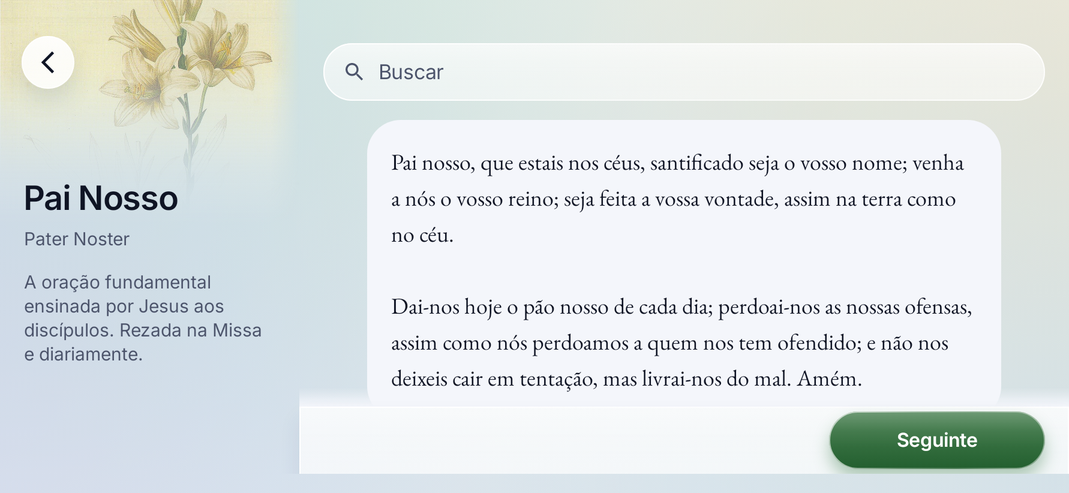 Pai Nosso
Pater Noster
A oração fundamental
ensinada por Jesus aos
discípulos. Rezada na Missa
e diariamente.
Buscar
Pai nosso, que estais nos céus, santificado seja o vosso nome; venha
a nós o vosso reino; seja feita a vossa vontade, assim na terra como
no céu.
Dai-nos hoje o pão nosso de cada dia; perdoai-nos as nossas ofensas,
assim como nós perdoamos a quem nos tem ofendido; e não nos
deixeis cair em tentação, mas livrai-nos do mal. Amém.
Seguinte